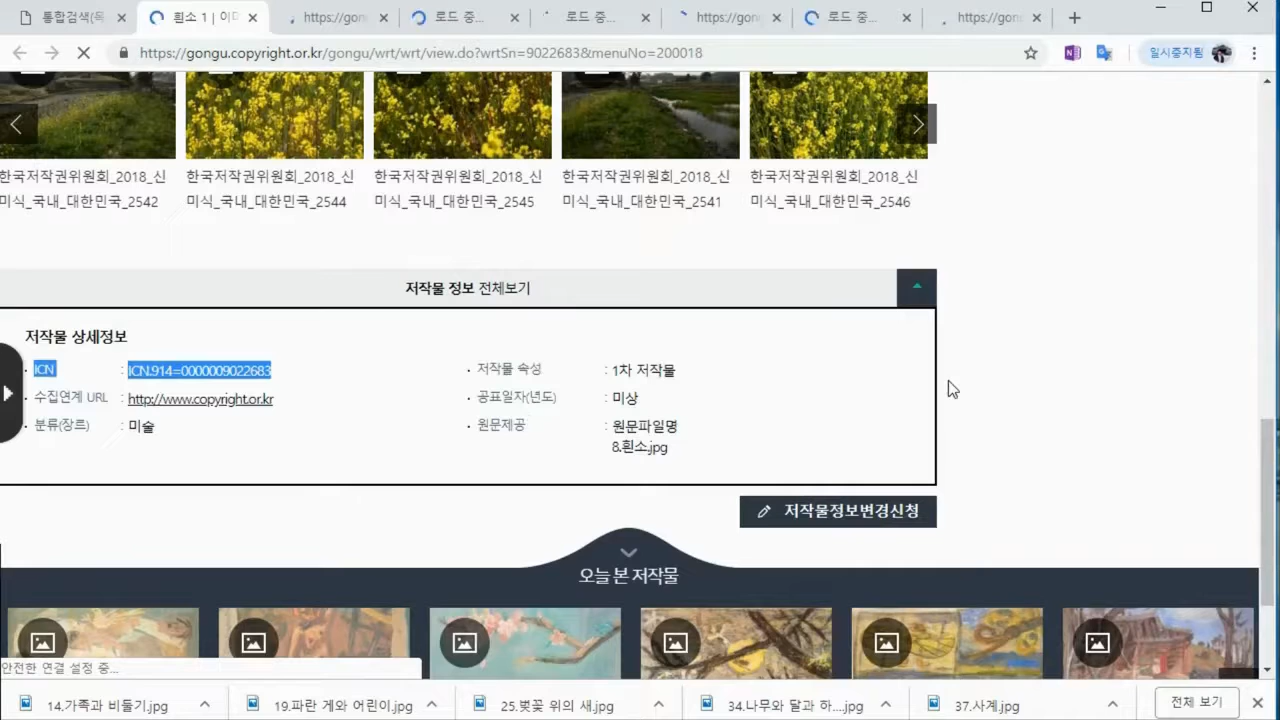 통합검색(목
흰소 1 | 이미
https://gong
로드 중...
로드 중...
https://gong
로드 중...
https://gong
https://gongu.copyright.or.kr/gongu/wrt/wrt/view.do?wrtSn=9022683&menuNo=200018
일시중지됨
한국저작권위원회_2018_신
미식_국내_대한민국_2542
한국저작권위원회_2018_신
미식_국내_대한민국_2544
한국저작권위원회_2018_신
미식_국내_대한민국_2545
한국저작권위원회_2018_신
미식_국내_대한민국_2541
한국저작권위원회_2018_신
미식_국내_대한민국_2546
저작물 정보 전체보기
저작물 상세정보
ICN : ICN.914=0000009022683
저작물 속성 : 1차 저작물
수집연계 URL : http://www.copyright.or.kr
공표일자(년도) : 미상
분류(장르) : 미술
원문제공 : 원문파일명
8.흰소.jpg
저작물정보변경신청
오늘 본 저작물
안전한 연결 설정 중...
14.가족과 비둘기.jpg
19.파란 게와 어린이.jpg
25.벚꽃 위의 새.jpg
34.나무와 달과 하....jpg
37.사계.jpg
전체 보기